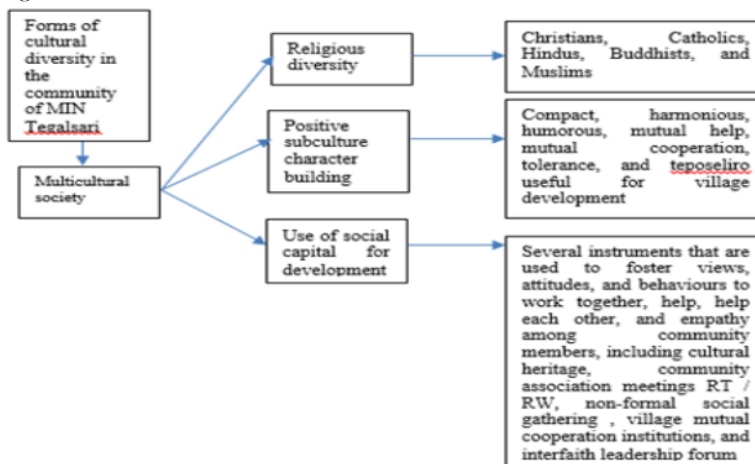 Forms of
cultural
diversity in
the
community
of MIN
Tegalsari
Multicultural
society
Religious
diversity
Positive
subculture
character
building
Use of social
capital for
development
Christians, Catholics,
Hindus, Buddhists, and
Muslims
Compact, harmonious,
humorous, mutual help,
mutual cooperation,
tolerance, and teposeliro
useful for village
development
Several instruments that are
used to foster views,
attitudes, and behaviours to
work together, help, help
each other, and empathy
among community
members, including cultural
heritage, community
association meetings RT /
RW, non-formal social
gathering , village mutual
cooperation institutions, and
interfaith leadership forum